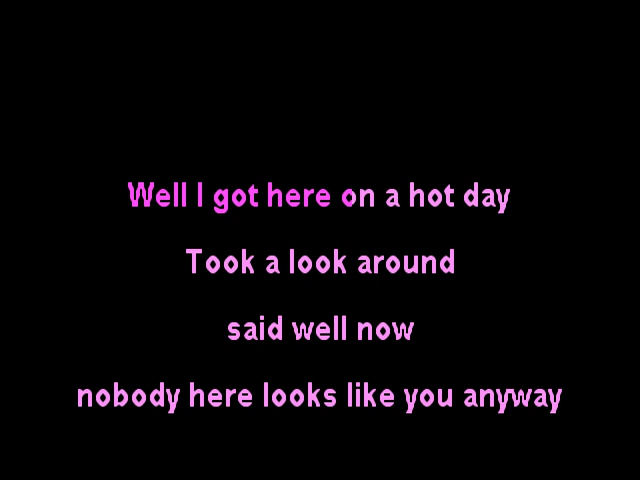 Well I got here on a hot day
Took a look around
said well now
nobody here looks like you anyway